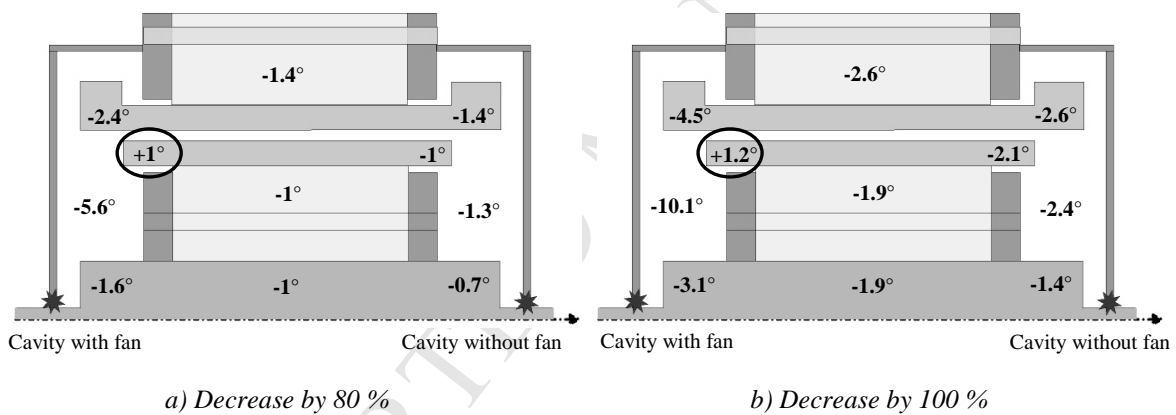 -1.4° -2.6°
-2.4° -1.4° -4.5° -2.6°
+1° -1° +1.2° -2.1°
-5.6° -1° -1.3° -10.1° -1.9° -2.4°
-1.6° -1° -0.7° -3.1° -1.9° -1.4°
Cavity with fan Cavity without fan Cavity with fan Cavity without fan
a) Decrease by 80 % b) Decrease by 100 %